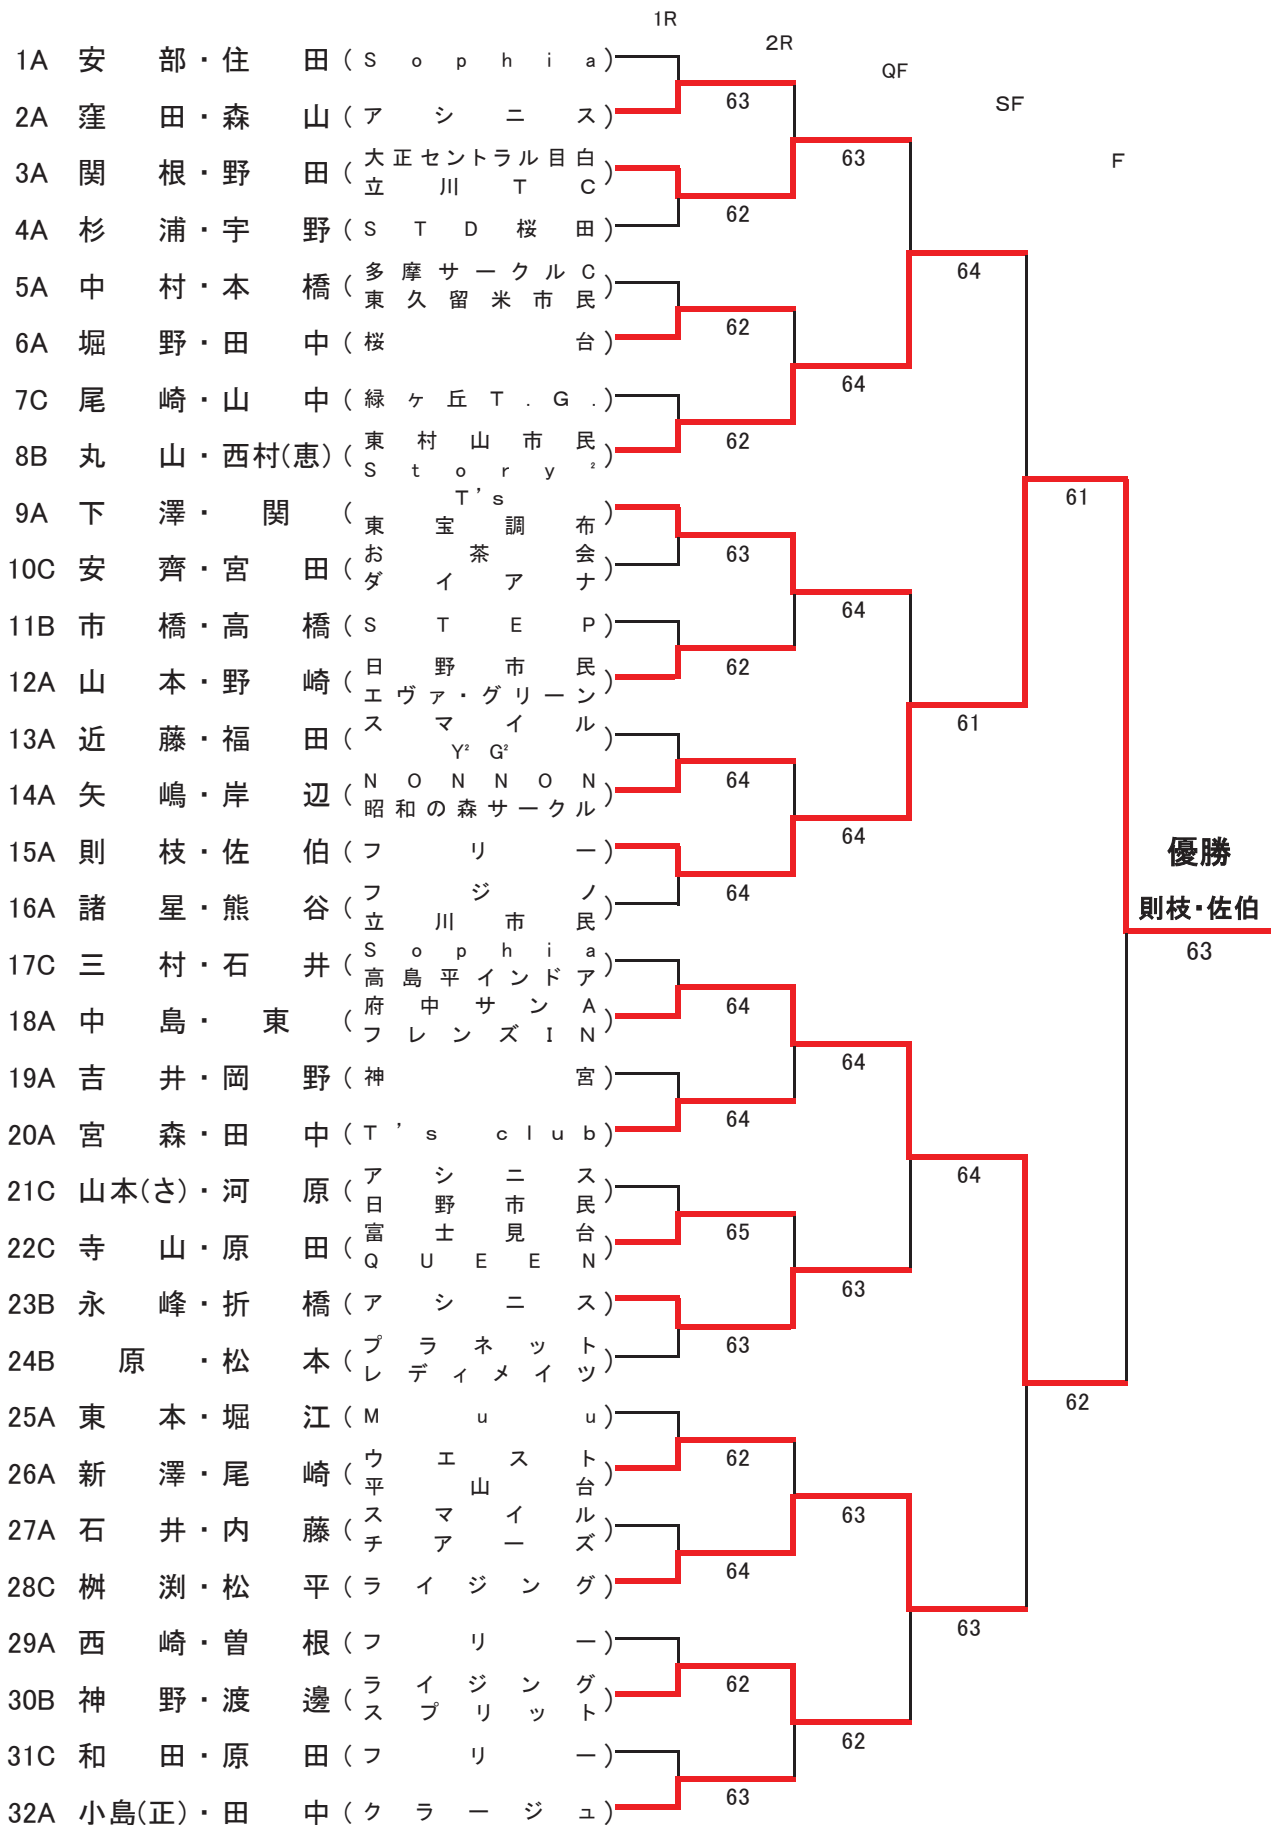 1R
2R
QF
SF
F
1A 安部・住田(Sophia)
63
2A 窪田・森山(アシニス)
63
3A 関根・野田(大正セントラル目白
立川TC)
62
4A 杉浦・宇野(STD桜田)
64
5A 中村・本橋(多摩サークルC
東久留米市民)
62
6A 堀野・田中(桜台)
64
7C 尾崎・山中(緑ヶ丘T.G.)
62
8B 丸山・西村(恵)(東村山市民
Story²)
61
9A 下澤・関(T's
東宝調布)
63
10C 安齊・宮田(お茶会
ダイアナ)
64
11B 市橋・高橋(STEP)
62
12A 山本・野崎(日野市民
エヴァ・グリーン)
61
13A 近藤・福田(スマイル
Y² G²)
64
14A 矢嶋・岸辺(NONNON
昭和の森サークル)
64
15A 則枝・佐伯(フリー)
64
優勝
16A 諸星・熊谷(フジノ
立川市民)
則枝・佐伯
63
17C 三村・石井(Sophia
高島平インドア)
64
18A 中島・東(府中サンA
フレンズIN)
64
19A 吉井・岡野(神宮)
64
20A 宮森・田中(T's club)
64
21C 山本(さ)・河原(アシニス
日野市民)
65
22C 寺山・原田(富士見台
QUEEN)
63
23B 永峰・折橋(アシニス)
63
24B 原・松本(プラネット
レディメイツ)
62
25A 東本・堀江(Muu)
62
26A 新澤・尾崎(ウエスト
平山台)
63
27A 石井・内藤(スマイル
チアーズ)
64
28C 桝渕・松平(ライジング)
63
29A 西崎・曽根(フリー)
62
30B 神野・渡邊(ライジング
スプリット)
62
31C 和田・原田(フリー)
63
32A 小島(正)・田中(クラージュ)